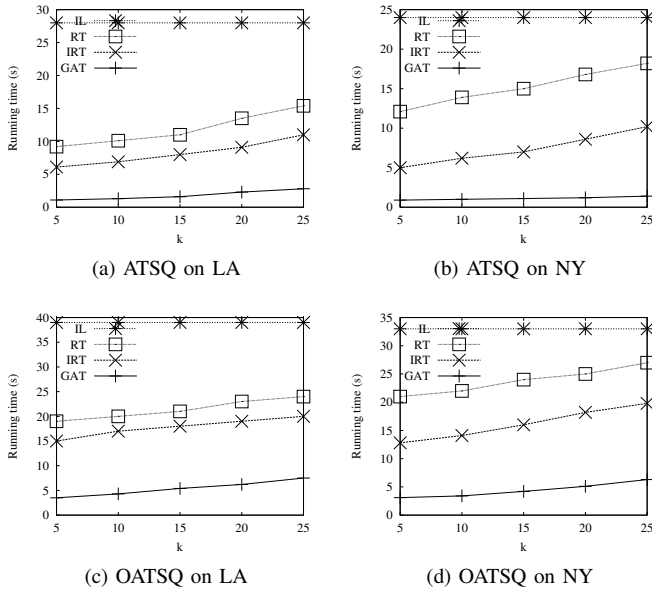 30
25
20
15
10
5
0
5 10 15 20 25
Running time (s)
k
IL
RT
IRT
GAT
(a) ATSQ on LA
25
20
15
10
5
0
5 10 15 20 25
Running time (s)
k
IL
RT
IRT
GAT
(b) ATSQ on NY
40
35
30
25
20
15
10
5
0
5 10 15 20 25
Running time (s)
k
IL
RT
IRT
GAT
(c) OATSQ on LA
35
30
25
20
15
10
5
0
5 10 15 20 25
Running time (s)
k
IL
RT
IRT
GAT
(d) OATSQ on NY